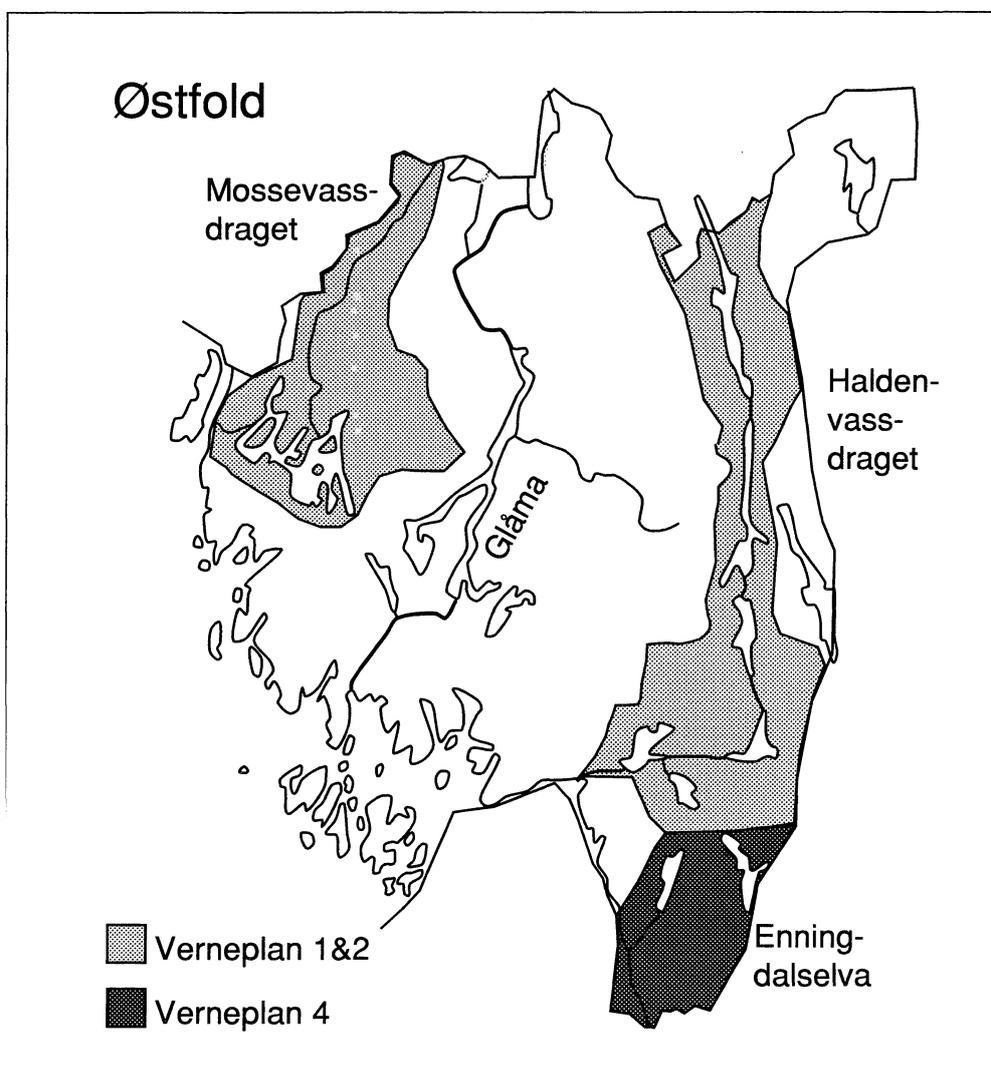 Østfold
Mossevass-
draget
Halden-
vass-
draget
Glåma
Enning-
dalselva
Verneplan 1&2
Verneplan 4